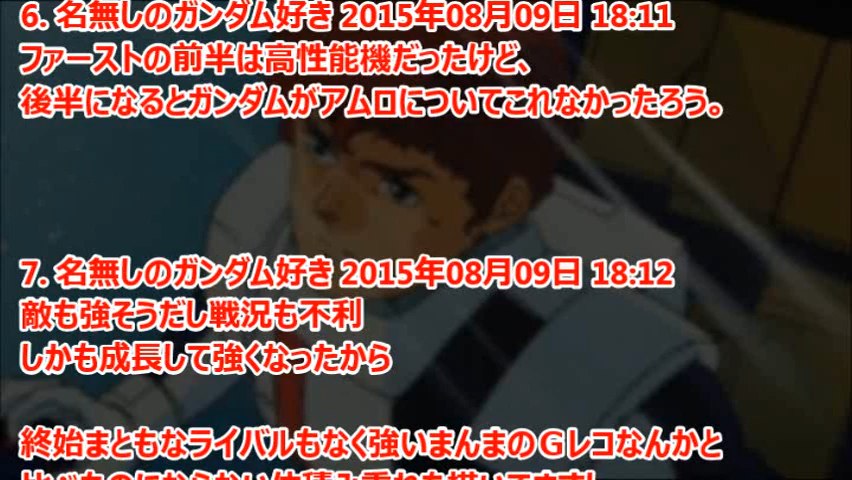 6. 名無しのガンダム好き 2015年08月09日 18:11
ファーストの前半は高性能機だったけど、
後半になるとガンダムがアムロについてこれなかったろう。
7. 名無しのガンダム好き 2015年08月09日 18:12
敵も強そうだし戦況も不利
しかも成長して強くなったから
終始まともなライバルもなく強いまんまのＧレコなんかと